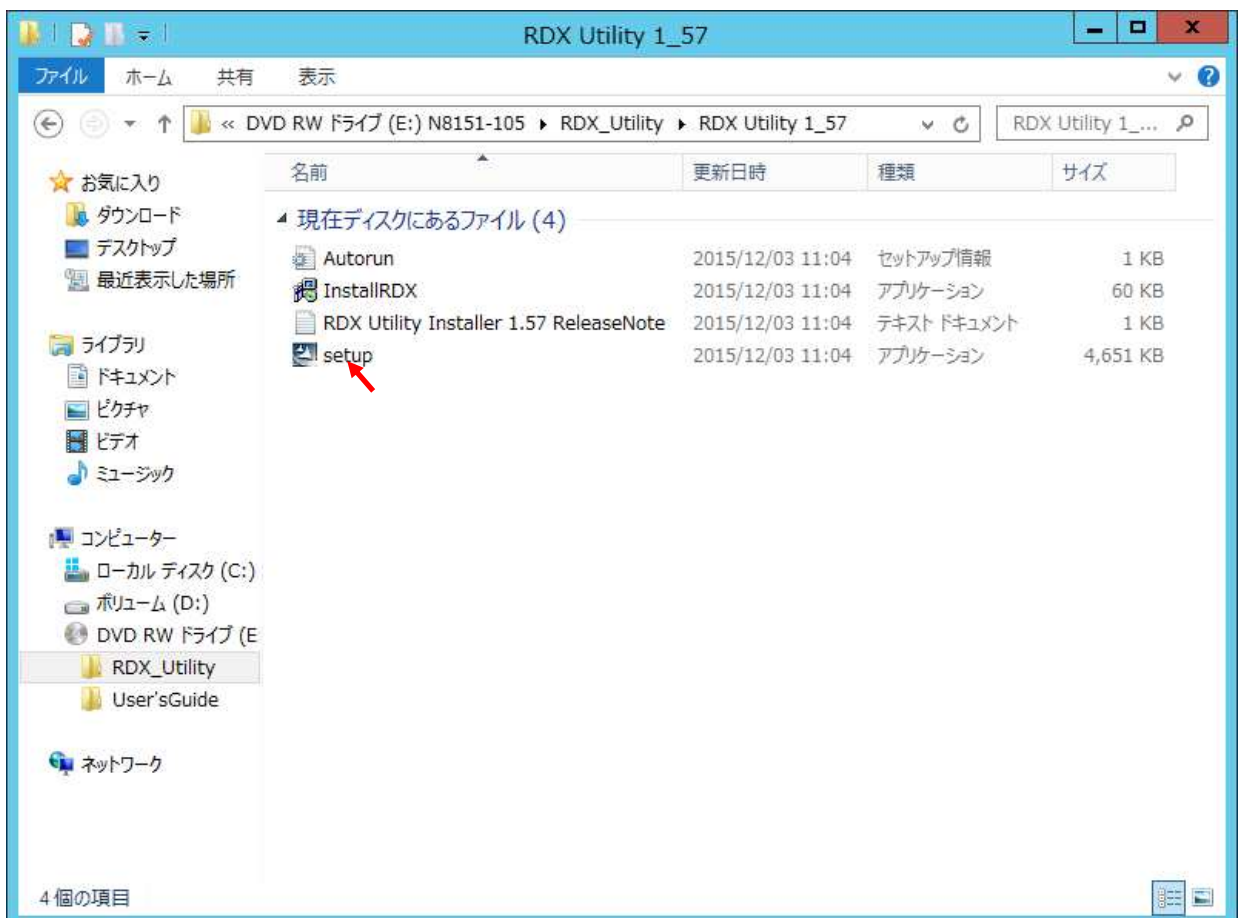 RDX Utility 1_57
ファイル ホーム 共有 表示
« DVD RW ドライブ (E:) N8151-105 RDX_Utility RDX Utility 1_57 RDX Utility 1_...
名前 更新日時 種類 サイズ
お気に入り
ダウンロード
デスクトップ
最近表示した場所
ライブラリ
ドキュメント
ピクチャ
ビデオ
ミュージック
コンピューター
ローカル ディスク (C:)
ボリューム (D:)
DVD RW ドライブ (E
RDX_Utility
User'sGuide
ネットワーク
現在ディスクにあるファイル (4)
Autorun 2015/12/03 11:04 セットアップ情報 1 KB
InstallRDX 2015/12/03 11:04 アプリケーション 60 KB
RDX Utility Installer 1.57 ReleaseNote 2015/12/03 11:04 テキスト ドキュメント 1 KB
setup 2015/12/03 11:04 アプリケーション 4,651 KB
4 個の項目